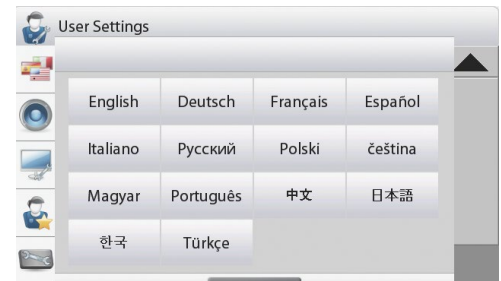 User Settings
English Deutsch Français Español
Italiano Русский Polski čeština
Magyar Português 中文 日本語
한국 Türkçe